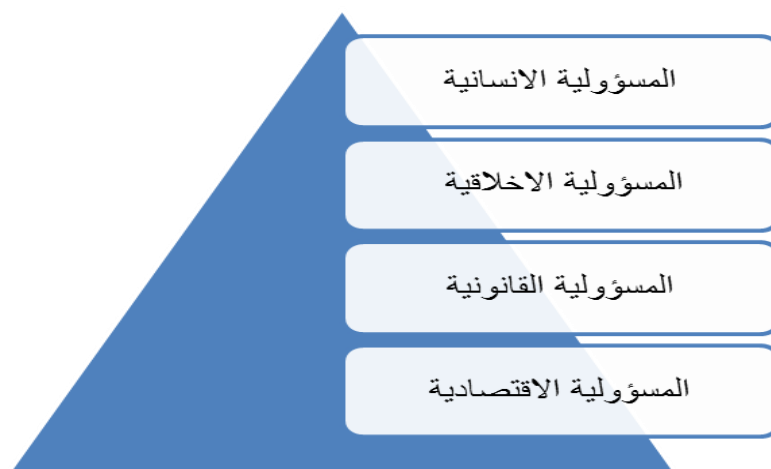 المسؤولية الانسانية
المسؤولية الاخلاقية
المسؤولية القانونية
المسؤولية الاقتصادية